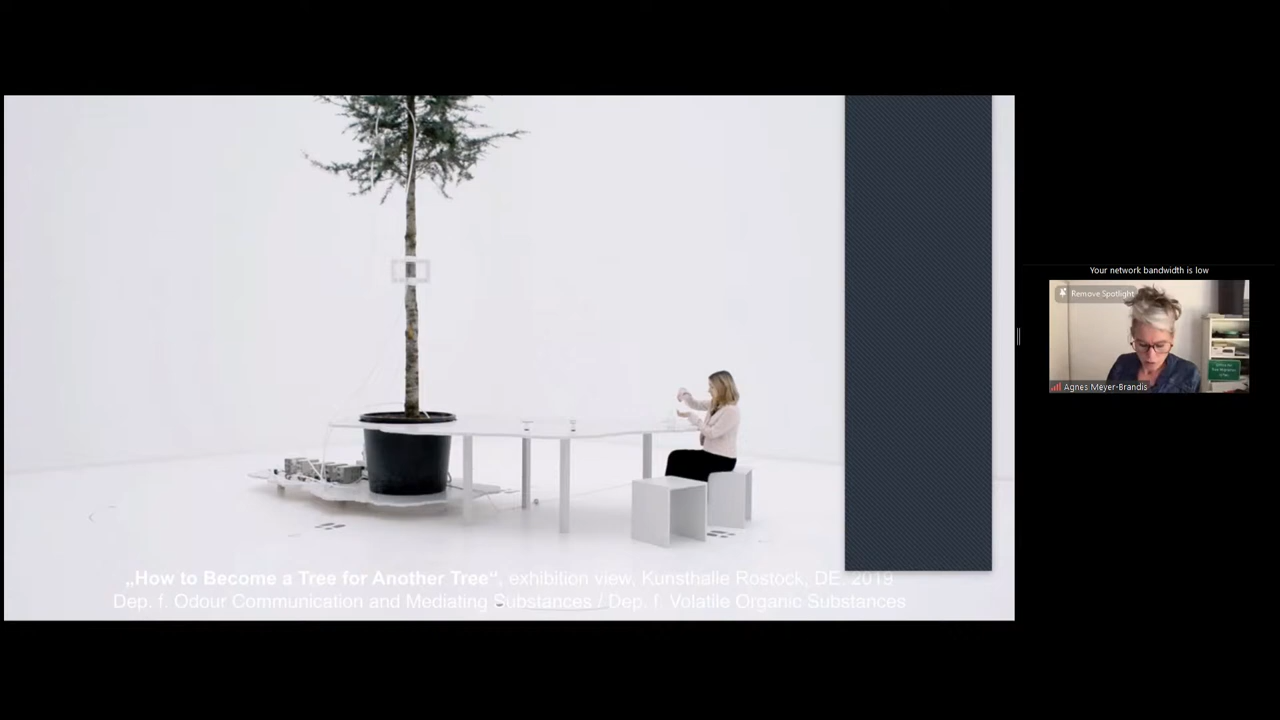 Your network bandwidth is low
Remove Spotlight
Agnes Meyer-Brandis
„How to Become a Tree for Another Tree“, exhibition view, Kunsthalle Rostock, DE, 2019
Dep. f. Odour Communication and Mediating Substances / Dep. f. Volatile Organic Substances